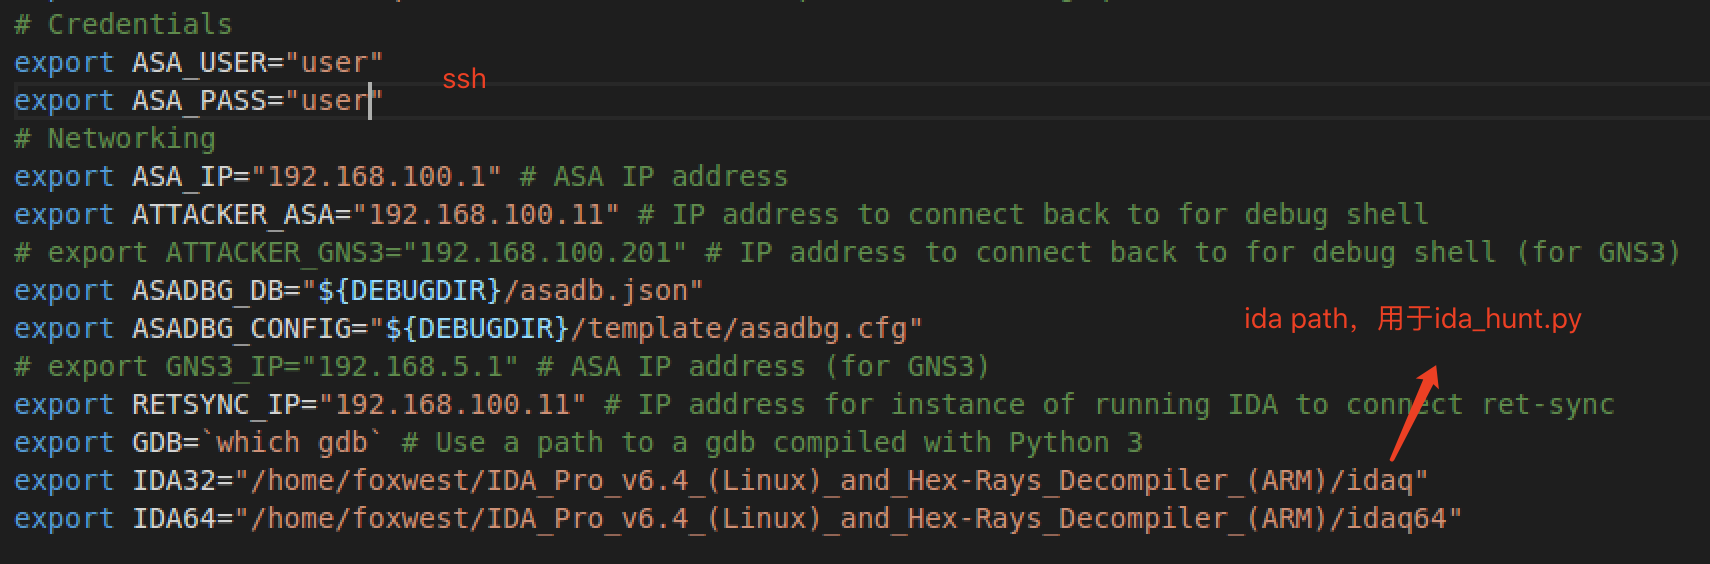 # Credentials
export ASA_USER="user"
ssh
export ASA_PASS="user"
# Networking
export ASA_IP="192.168.100.1" # ASA IP address
export ATTACKER_ASA="192.168.100.11" # IP address to connect back to for debug shell
# export ATTACKER_GNS3="192.168.100.201" # IP address to connect back to for debug shell (for GNS3)
export ASADBG_DB="${DEBUGDIR}/asadb.json"
export ASADBG_CONFIG="${DEBUGDIR}/template/asadbg.cfg"
ida path，用于ida_hunt.py
# export GNS3_IP="192.168.5.1" # ASA IP address (for GNS3)
export RETSYNC_IP="192.168.100.11" # IP address for instance of running IDA to connect ret-sync
export GDB=`which gdb` # Use a path to a gdb compiled with Python 3
export IDA32="/home/foxwest/IDA_Pro_v6.4_(Linux)_and_Hex-Rays_Decompiler_(ARM)/idaq"
export IDA64="/home/foxwest/IDA_Pro_v6.4_(Linux)_and_Hex-Rays_Decompiler_(ARM)/idaq64"